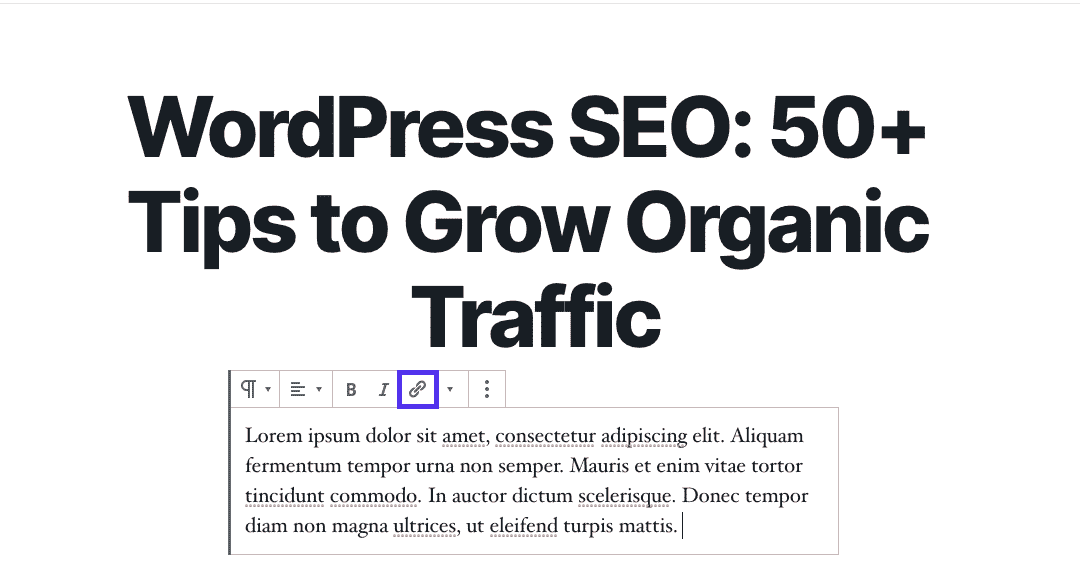 WordPress SEO: 50+
Tips to Grow Organic
Traffic
B I
Lorem ipsum dolor sit amet, consectetur adipiscing elit. Aliquam
fermentum tempor urna non semper. Mauris et enim vitae tortor
tincidunt commodo. In auctor dictum scelerisque. Donec tempor
diam non magna ultrices, ut eleifend turpis mattis.